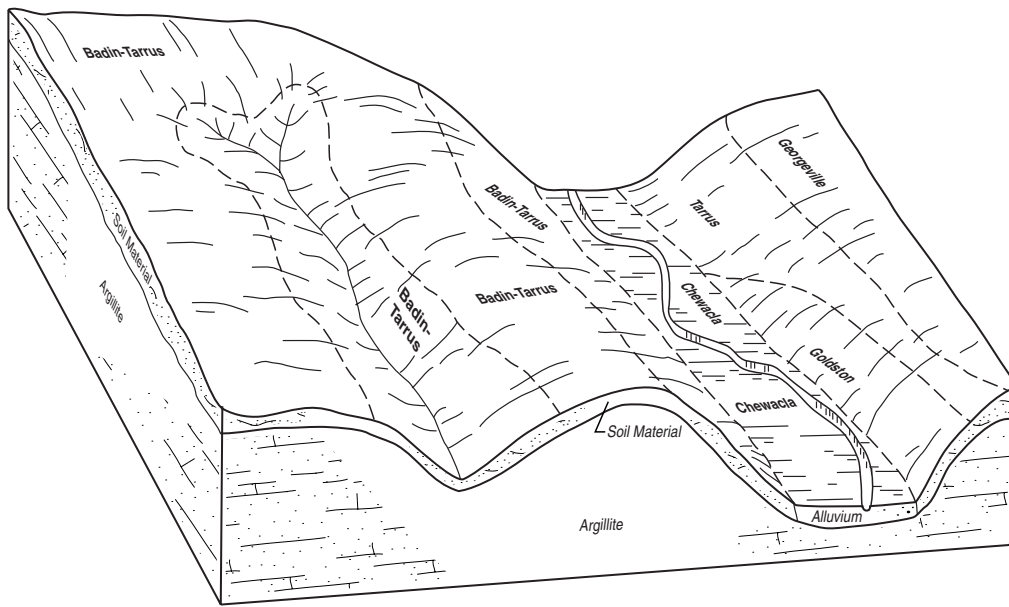 Badin-Tarrus
Georgeville
Badin-Tarrus
Tarrus
Soil Material
Argillite
Badin-Tarrus
Chewacla
Badin-
Tarrus
Goldston
Chewacla
Soil Material
Argillite
Alluvium